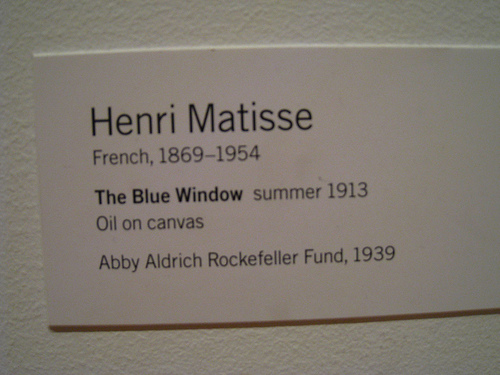 Henri Matisse
French, 1869–1954
The Blue Window summer 1913
Oil on canvas
Abby Aldrich Rockefeller Fund, 1939